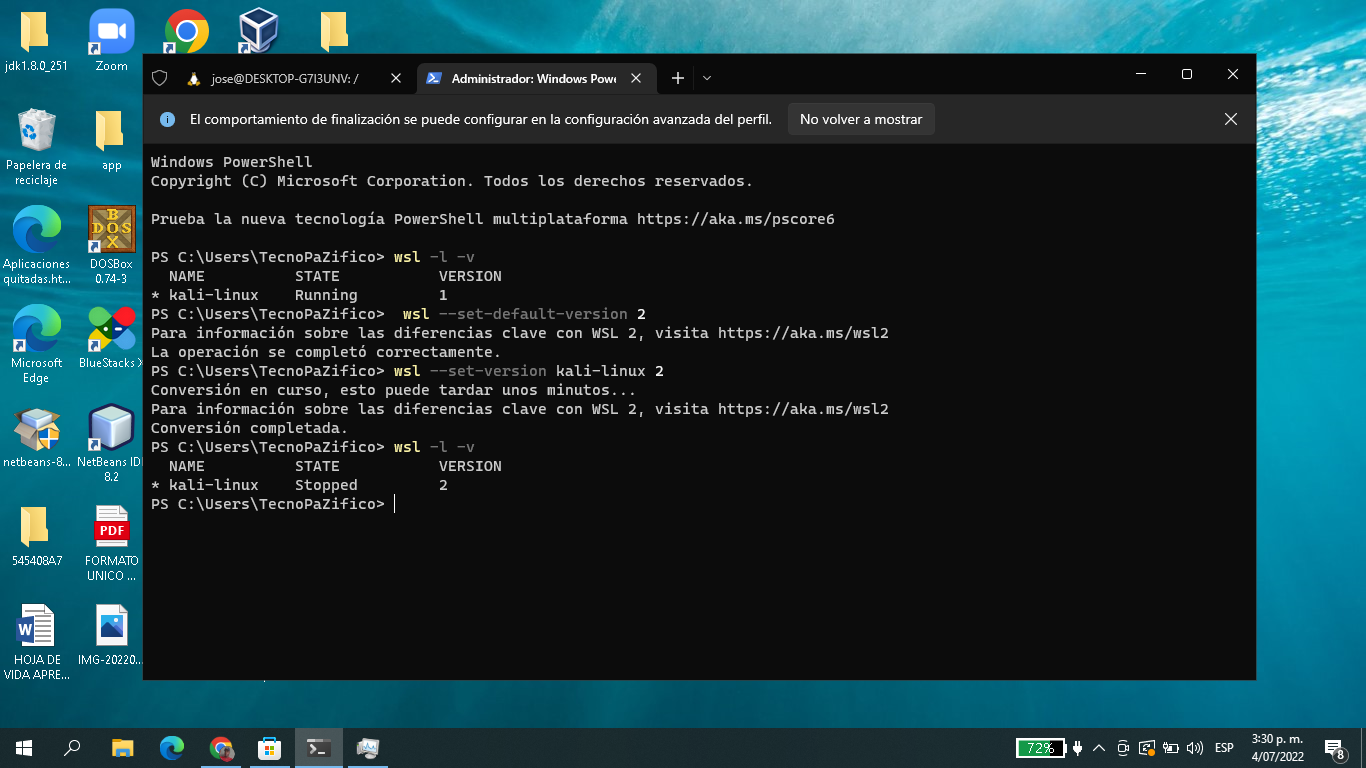 jdk1.8.0_251
Zoom
jose@DESKTOP-G7I3UNV: /
Administrador: Windows Powe
El comportamiento de finalización se puede configurar en la configuración avanzada del perfil.
No volver a mostrar
Papelera de
reciclaje
app
Aplicaciones
quitadas.ht...
BOX
DOS
DOSBox
0.74-3
Microsoft
Edge
BlueStacks X
netbeans-8...
NetBeans IDE
8.2
545408A7
PDF
FORMATO
UNICO ...
W
HOJA DE
VIDA APRE...
IMG-20220...
Windows PowerShell
Copyright (C) Microsoft Corporation. Todos los derechos reservados.
Prueba la nueva tecnología PowerShell multiplataforma https://aka.ms/pscore6
PS C:\Users\TecnoPaZifico> wsl -l -v
NAME STATE VERSION
* kali-linux Running 1
PS C:\Users\TecnoPaZifico>  wsl --set-default-version 2
Para información sobre las diferencias clave con WSL 2, visita https://aka.ms/wsl2
La operación se completó correctamente.
PS C:\Users\TecnoPaZifico> wsl --set-version kali-linux 2
Conversión en curso, esto puede tardar unos minutos...
Para información sobre las diferencias clave con WSL 2, visita https://aka.ms/wsl2
Conversión completada.
PS C:\Users\TecnoPaZifico> wsl -l -v
NAME STATE VERSION
* kali-linux Stopped 2
PS C:\Users\TecnoPaZifico>
72%
ESP
3:30 p. m.
4/07/2022
8